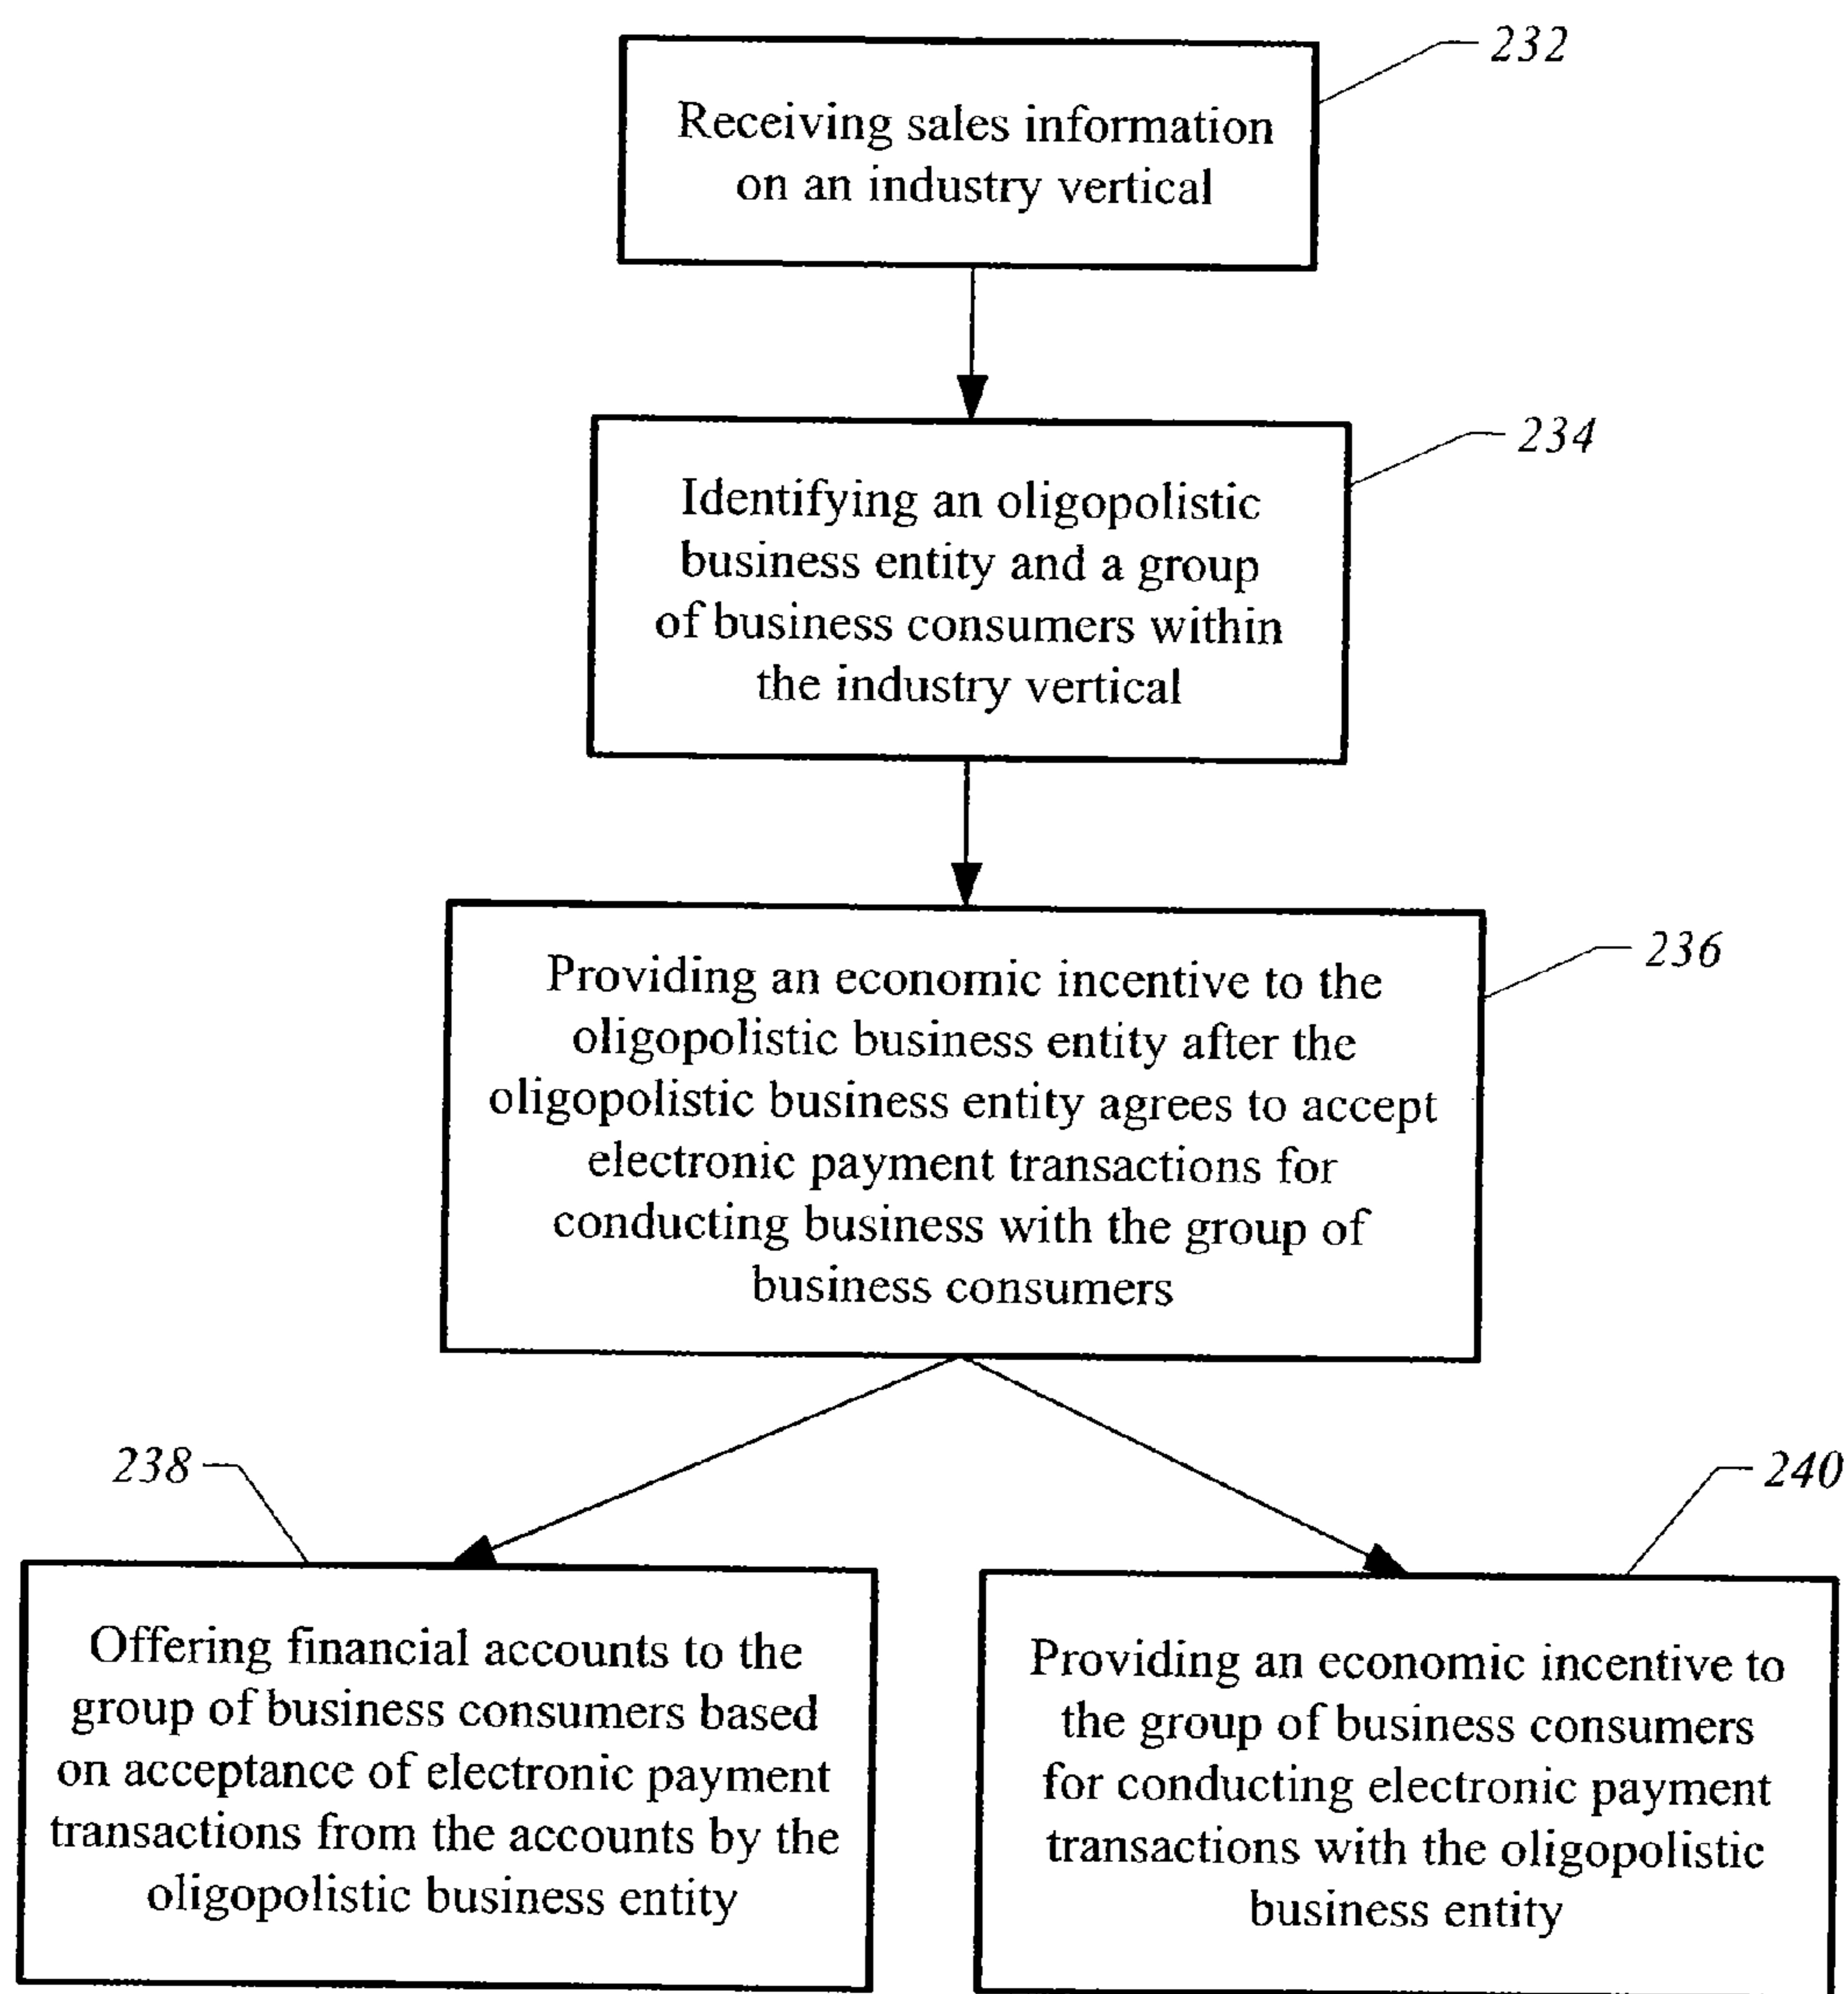 232
Receiving sales information
on an industry vertical
234
Identifying an oligopolistic
business entity and a group
of business consumers within
the industry vertical
236
Providing an economic incentive to the
oligopolistic business entity after the
oligopolistic business entity agrees to accept
electronic payment transactions for
conducting business with the group of
business consumers
238
Offering financial accounts to the
group of business consumers based
on acceptance of electronic payment
transactions from the accounts by the
oligopolistic business entity
240
Providing an economic incentive to
the group of business consumers
for conducting electronic payment
transactions with the oligopolistic
business entity